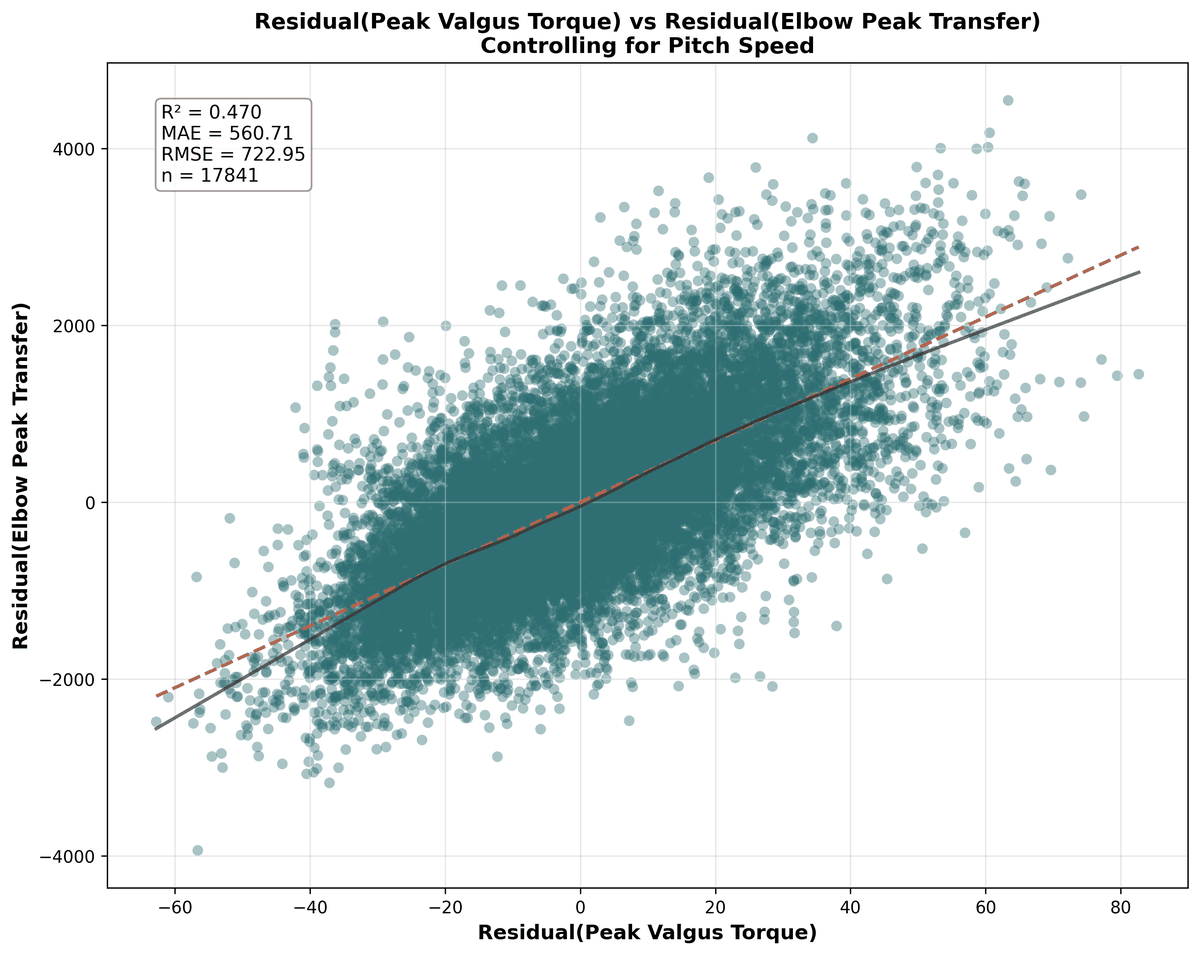 Residual(Peak Valgus Torque) vs Residual(Elbow Peak Transfer)
Controlling for Pitch Speed
R² = 0.470
MAE = 560.71
RMSE = 722.95
n = 17841
Residual(Elbow Peak Transfer)
4000
2000
0
−2000
−4000
−60
−40
−20
0
20
40
60
80
Residual(Peak Valgus Torque)